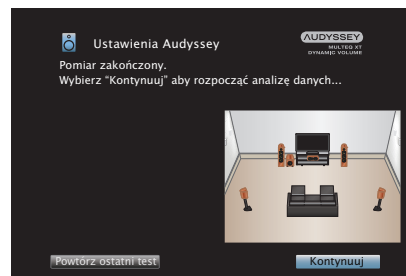 Ustawienia Audyssey
AUDYSSEY
MULTEQ XT
DYNAMIC VOLUME
Pomiar zakończony.
Wybierz “Kontynuuj” aby rozpocząć analizę danych...
Powtórz ostatni test
Kontynuuj